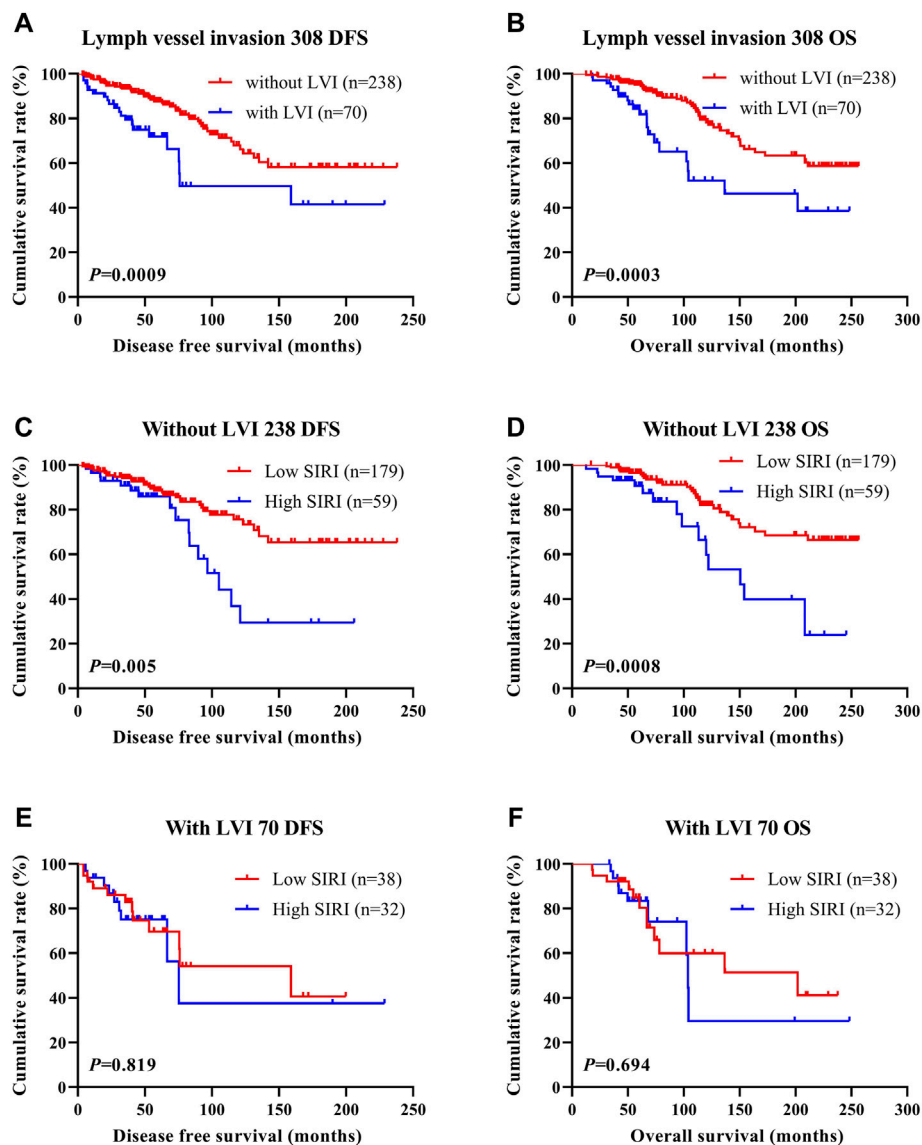 A
Lymph vessel invasion 308 DFS
Cumulative survival rate (%)
100
80
60
40
20
0
without LVI (n=238)
with LVI (n=70)
P=0.0009
0 50 100 150 200 250
Disease free survival (months)
B
Lymph vessel invasion 308 OS
Cumulative survival rate (%)
100
80
60
40
20
0
without LVI (n=238)
with LVI (n=70)
P=0.0003
0 50 100 150 200 250 300
Overall survival (months)
C
Without LVI 238 DFS
Cumulative survival rate (%)
100
80
60
40
20
0
Low SIRI (n=179)
High SIRI (n=59)
P=0.005
0 50 100 150 200 250
Disease free survival (months)
D
Without LVI 238 OS
Cumulative survival rate (%)
100
80
60
40
20
0
Low SIRI (n=179)
High SIRI (n=59)
P=0.0008
0 50 100 150 200 250 300
Overall survival (months)
E
With LVI 70 DFS
Cumulative survival rate (%)
100
80
60
40
20
0
Low SIRI (n=38)
High SIRI (n=32)
P=0.819
0 50 100 150 200 250
Disease free survival (months)
F
With LVI 70 OS
Cumulative survival rate (%)
100
80
60
40
20
0
Low SIRI (n=38)
High SIRI (n=32)
P=0.694
0 50 100 150 200 250 300
Overall survival (months)